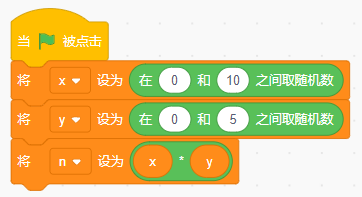 当 被点击
将 x 设为 在 0 和 10 之间取随机数
将 y 设为 在 0 和 5 之间取随机数
将 n 设为 x * y